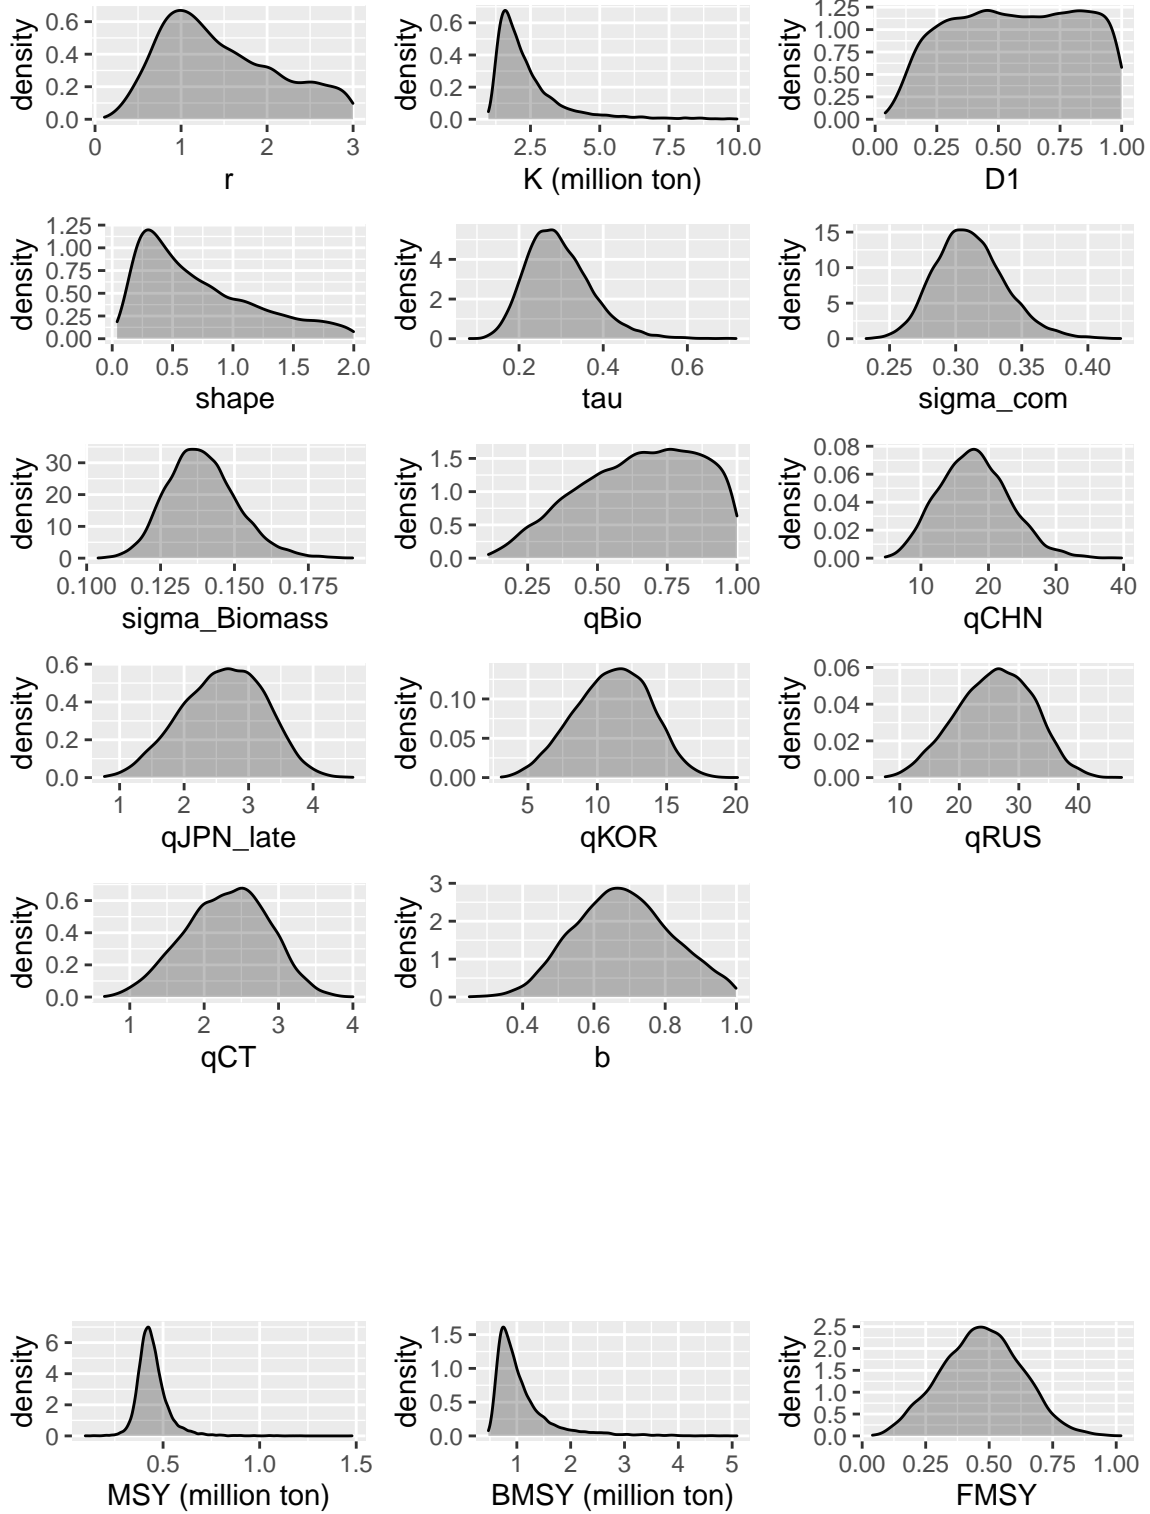 density
0.6
0.4
0.2
0.0
0 1 2 3
r
density
0.6
0.4
0.2
0.0
2.5 5.0 7.5 10.0
K (million ton)
density
1.25
1.00
0.75
0.50
0.25
0.00
0.00 0.25 0.50 0.75 1.00
D1
density
1.25
1.00
0.75
0.50
0.25
0.00
0.0 0.5 1.0 1.5 2.0
shape
density
4
2
0
0.2 0.4 0.6
tau
density
15
10
5
0
0.25 0.30 0.35 0.40
sigma_com
density
30
20
10
0
0.100 0.125 0.150 0.175
sigma_Biomass
density
1.5
1.0
0.5
0.0
0.25 0.50 0.75 1.00
qBio
density
0.08
0.06
0.04
0.02
0.00
10 20 30 40
qCHN
density
0.6
0.4
0.2
0.0
1 2 3 4
qJPN_late
density
0.10
0.05
0.00
5 10 15 20
qKOR
density
0.06
0.04
0.02
0.00
10 20 30 40
qRUS
density
0.6
0.4
0.2
0.0
1 2 3 4
qCT
density
3
2
1
0
0.4 0.6 0.8 1.0
b
density
6
4
2
0
0.5 1.0 1.5
MSY (million ton)
density
1.5
1.0
0.5
0.0
1 2 3 4 5
BMSY (million ton)
density
2.5
2.0
1.5
1.0
0.5
0.0
0.00 0.25 0.50 0.75 1.00
FMSY